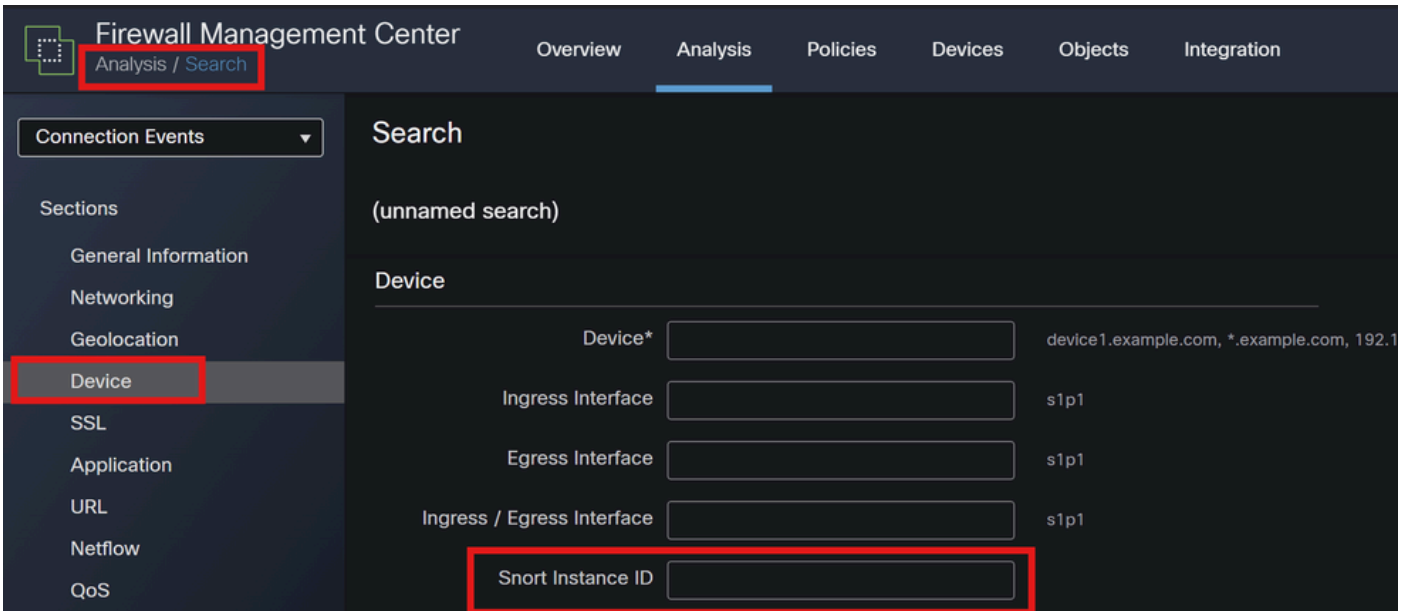 Firewall Management Center
Analysis / Search
Overview
Analysis
Policies
Devices
Objects
Integration
Connection Events
Sections
General Information
Networking
Geolocation
Device
SSL
Application
URL
Netflow
QoS
Search
(unnamed search)
Device
Device*
device1.example.com, *.example.com, 192.1
Ingress Interface
s1p1
Egress Interface
s1p1
Ingress / Egress Interface
s1p1
Snort Instance ID